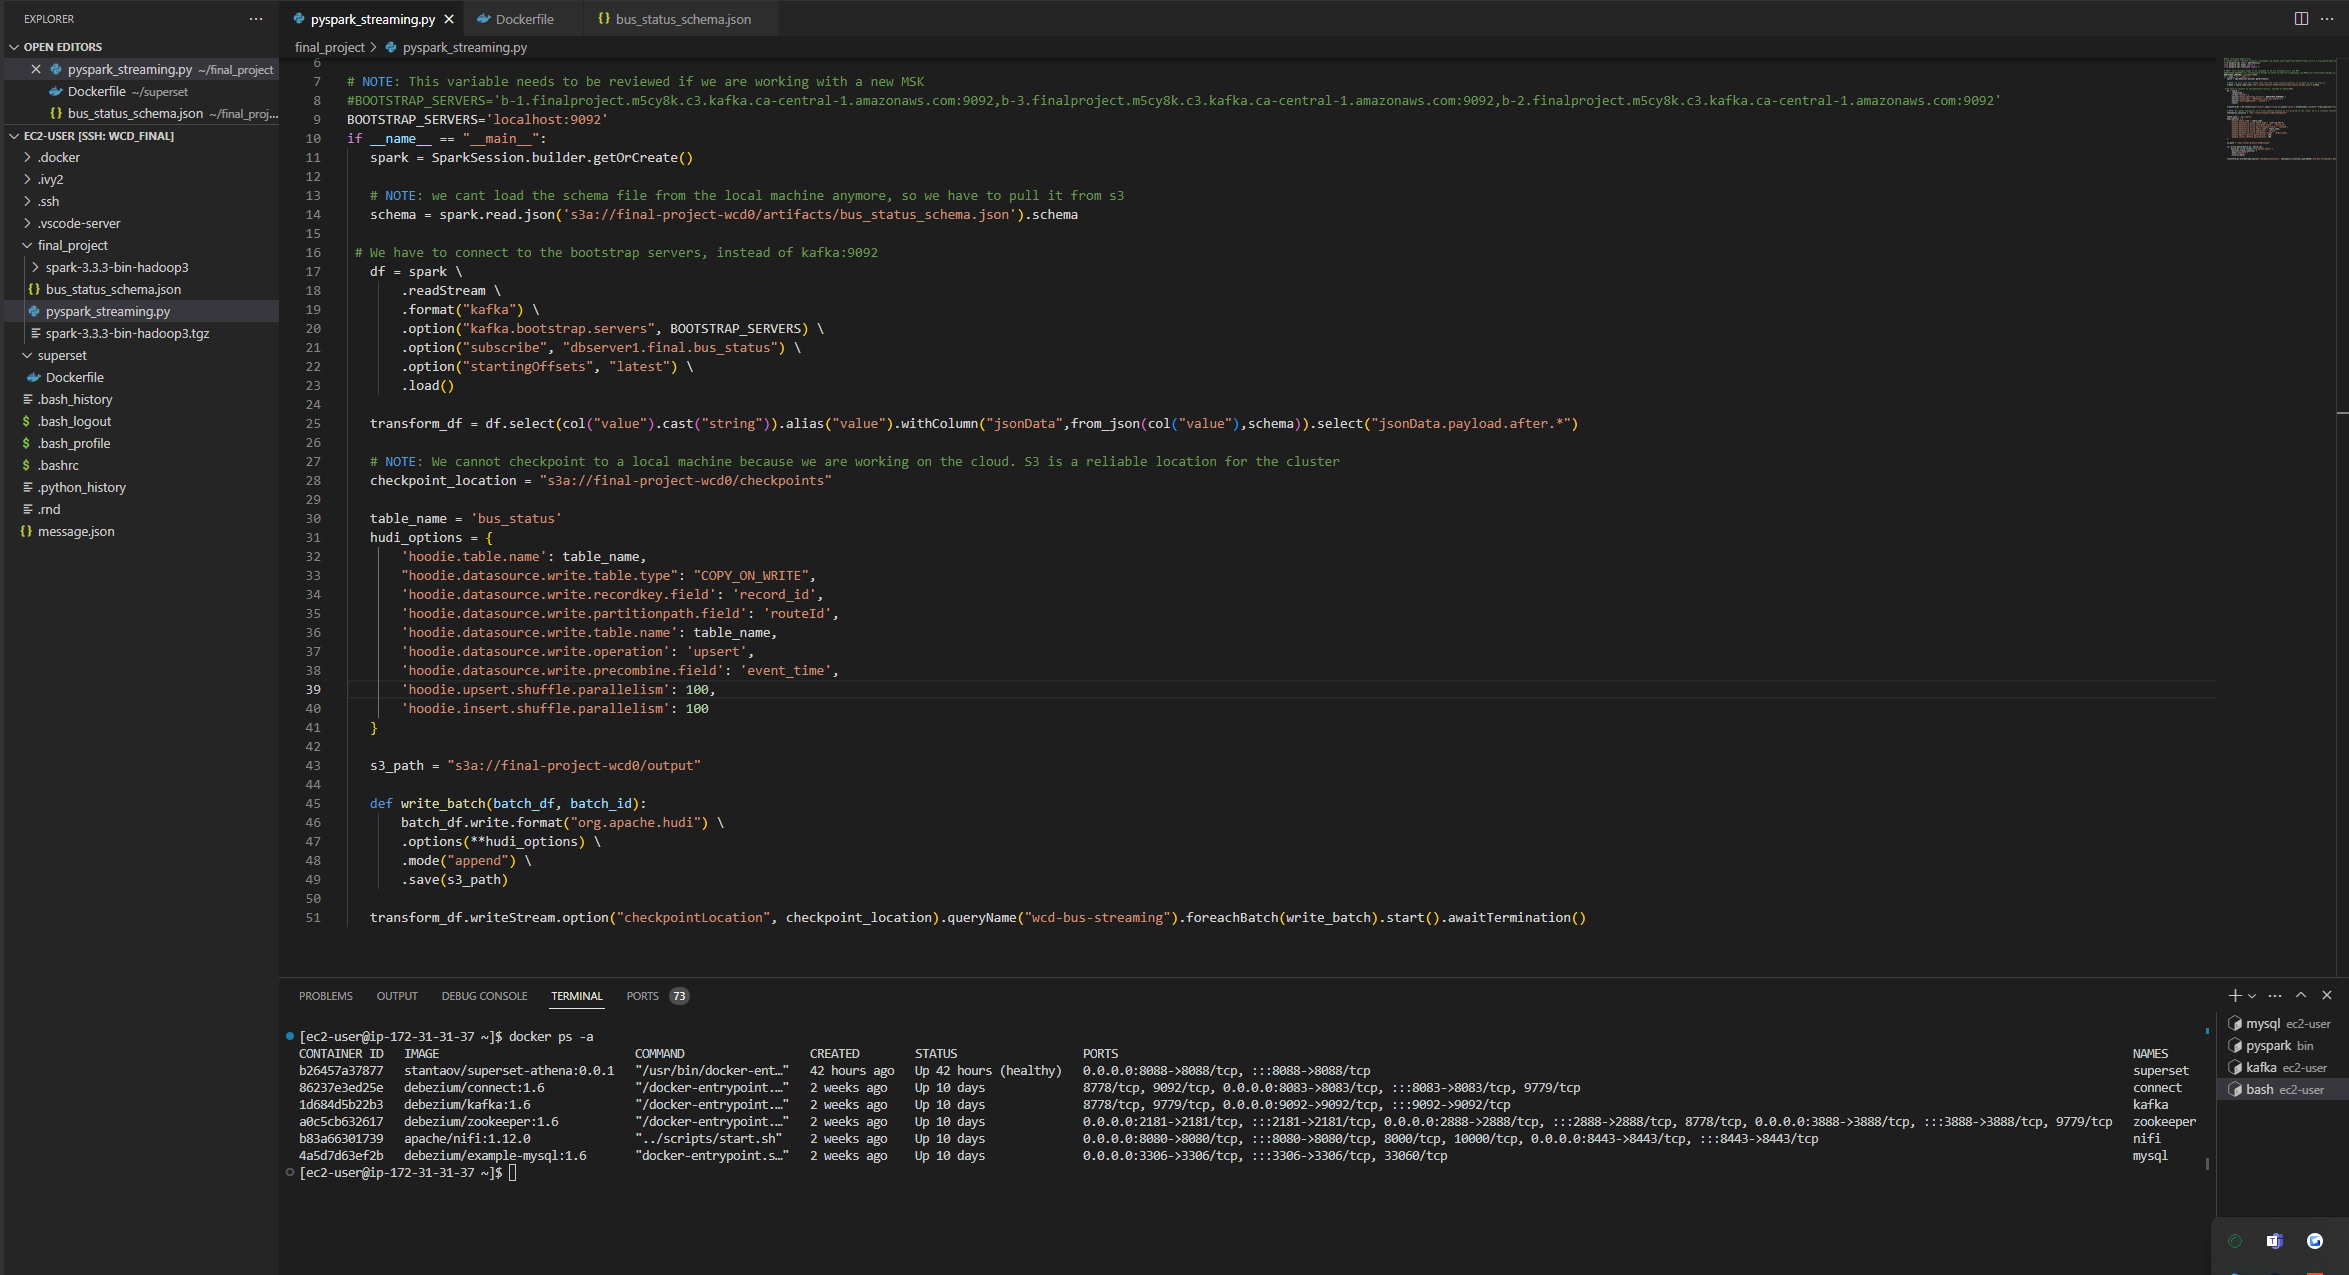 EXPLORER
OPEN EDITORS
pyspark_streaming.py ~/final_project
Dockerfile ~/superset
bus_status_schema.json ~/final_proj...
EC2-USER [SSH: WCD_FINAL]
.docker
.ivy2
.ssh
.vscode-server
final_project
spark-3.3.3-bin-hadoop3
bus_status_schema.json
pyspark_streaming.py
spark-3.3.3-bin-hadoop3.tgz
superset
Dockerfile
.bash_history
.bash_logout
.bash_profile
.bashrc
.python_history
.rnd
message.json
pyspark_streaming.py
Dockerfile
bus_status_schema.json
final_project > pyspark_streaming.py
6
7 # NOTE: This variable needs to be reviewed if we are working with a new MSK
8 #BOOTSTRAP_SERVERS='b-1.finalproject.m5cy8k.c3.kafka.ca-central-1.amazonaws.com:9092,b-3.finalproject.m5cy8k.c3.kafka.ca-central-1.amazonaws.com:9092,b-2.finalproject.m5cy8k.c3.kafka.ca-central-1.amazonaws.com:9092'
9 BOOTSTRAP_SERVERS='localhost:9092'
10 if __name__ == "__main__":
11 spark = SparkSession.builder.getOrCreate()
12
13 # NOTE: we cant load the schema file from the local machine anymore, so we have to pull it from s3
14 schema = spark.read.json('s3a://final-project-wcd0/artifacts/bus_status_schema.json').schema
15
16 # We have to connect to the bootstrap servers, instead of kafka:9092
17 df = spark \
18 .readStream \
19 .format("kafka") \
20 .option("kafka.bootstrap.servers", BOOTSTRAP_SERVERS) \
21 .option("subscribe", "dbserver1.final.bus_status") \
22 .option("startingOffsets", "latest") \
23 .load()
24
25 transform_df = df.select(col("value").cast("string")).alias("value").withColumn("jsonData",from_json(col("value"),schema)).select("jsonData.payload.after.*")
26
27 # NOTE: We cannot checkpoint to a local machine because we are working on the cloud. S3 is a reliable location for the cluster
28 checkpoint_location = "s3a://final-project-wcd0/checkpoints"
29
30 table_name = 'bus_status'
31 hudi_options = {
32 'hoodie.table.name': table_name,
33 "hoodie.datasource.write.table.type": "COPY_ON_WRITE",
34 'hoodie.datasource.write.recordkey.field': 'record_id',
35 'hoodie.datasource.write.partitionpath.field': 'routeId',
36 'hoodie.datasource.write.table.name': table_name,
37 'hoodie.datasource.write.operation': 'upsert',
38 'hoodie.datasource.write.precombine.field': 'event_time',
39 'hoodie.upsert.shuffle.parallelism': 100,
40 'hoodie.insert.shuffle.parallelism': 100
41 }
42
43 s3_path = "s3a://final-project-wcd0/output"
44
45 def write_batch(batch_df, batch_id):
46 batch_df.write.format("org.apache.hudi") \
47 .options(**hudi_options) \
48 .mode("append") \
49 .save(s3_path)
50
51 transform_df.writeStream.option("checkpointLocation", checkpoint_location).queryName("wcd-bus-streaming").foreachBatch(write_batch).start().awaitTermination()
PROBLEMS OUTPUT DEBUG CONSOLE TERMINAL PORTS 73
[ec2-user@ip-172-31-31-37 ~]$ docker ps -a
CONTAINER ID IMAGE COMMAND CREATED STATUS PORTS NAMES
b26457a37877 stantaov/superset-athena:0.0.1 "/usr/bin/docker-ent…" 42 hours ago Up 42 hours (healthy) 0.0.0.0:8088->8088/tcp, :::8088->8088/tcp superset
86237e3ed25e debezium/connect:1.6 "/docker-entrypoint.…" 2 weeks ago Up 10 days 8778/tcp, 9092/tcp, 0.0.0.0:8083->8083/tcp, :::8083->8083/tcp, 9779/tcp connect
1d684d5b22b3 debezium/kafka:1.6 "/docker-entrypoint.…" 2 weeks ago Up 10 days 8778/tcp, 9779/tcp, 0.0.0.0:9092->9092/tcp, :::9092->9092/tcp kafka
a0c5cb632617 debezium/zookeeper:1.6 "/docker-entrypoint.…" 2 weeks ago Up 10 days 0.0.0.0:2181->2181/tcp, :::2181->2181/tcp, 0.0.0.0:2888->2888/tcp, :::2888->2888/tcp, 8778/tcp, 0.0.0.0:3888->3888/tcp, :::3888->3888/tcp, 9779/tcp zookeeper
b83a66301739 apache/nifi:1.12.0 "../scripts/start.sh" 2 weeks ago Up 10 days 0.0.0.0:8080->8080/tcp, :::8080->8080/tcp, 8000/tcp, 10000/tcp, 0.0.0.0:8443->8443/tcp, :::8443->8443/tcp nifi
4a5d7d63ef2b debezium/example-mysql:1.6 "docker-entrypoint.s…" 2 weeks ago Up 10 days 0.0.0.0:3306->3306/tcp, :::3306->3306/tcp, 33060/tcp mysql
[ec2-user@ip-172-31-31-37 ~]$
mysql ec2-user
pyspark bin
kafka ec2-user
bash ec2-user